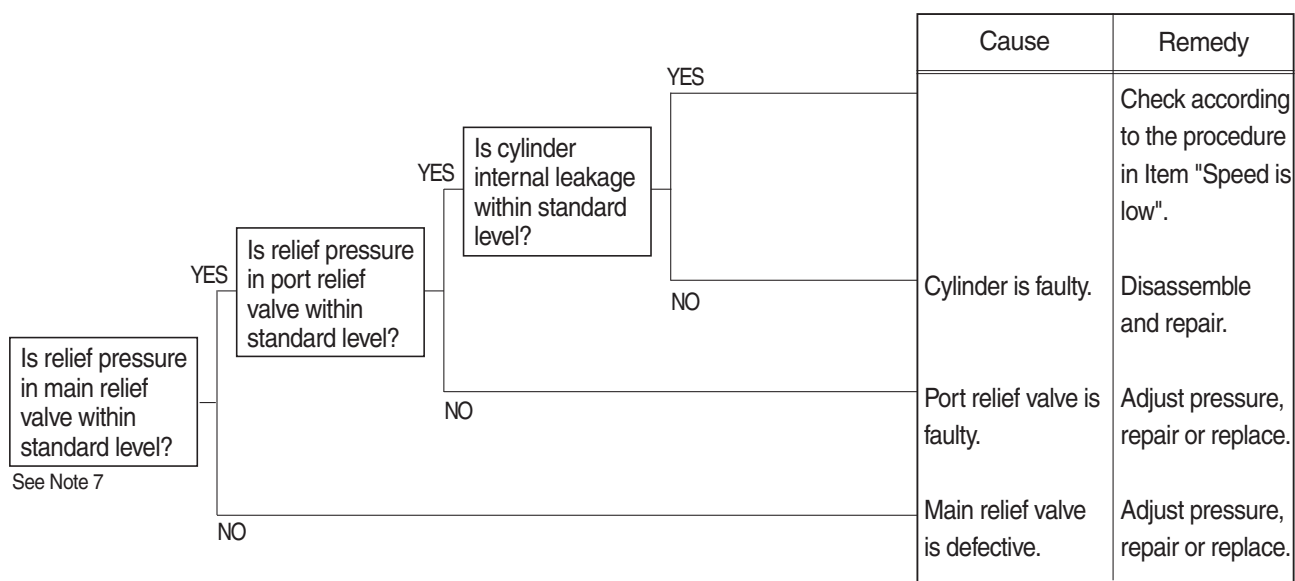 Cause
Remedy
YES
Check according
to the procedure
in Item "Speed is
low".
Is cylinder
internal leakage
within standard
level?
YES
NO
Cylinder is faulty.
Disassemble
and repair.
Is relief pressure
in port relief
valve within
standard level?
YES
NO
Port relief valve is
faulty.
Adjust pressure,
repair or replace.
Is relief pressure
in main relief
valve within
standard level?
See Note 7
NO
Main relief valve
is defective.
Adjust pressure,
repair or replace.